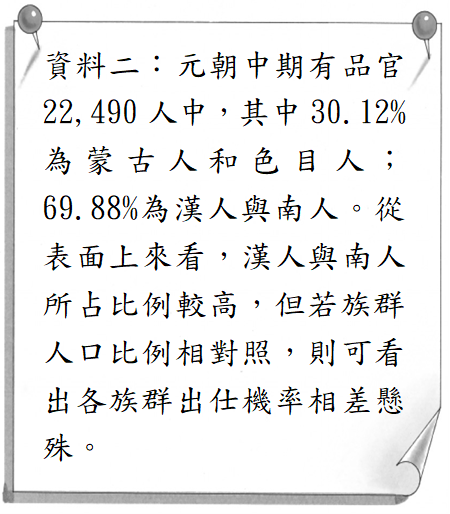 資料二：元朝中期有品官
22,490 人中，其中 30.12%
為蒙古人和色目人；
69.88%為漢人與南人。從
表面上來看，漢人與南人
所占比例較高，但若族群
人口比例相對照，則可看
出各族群出仕機率相差懸
殊。